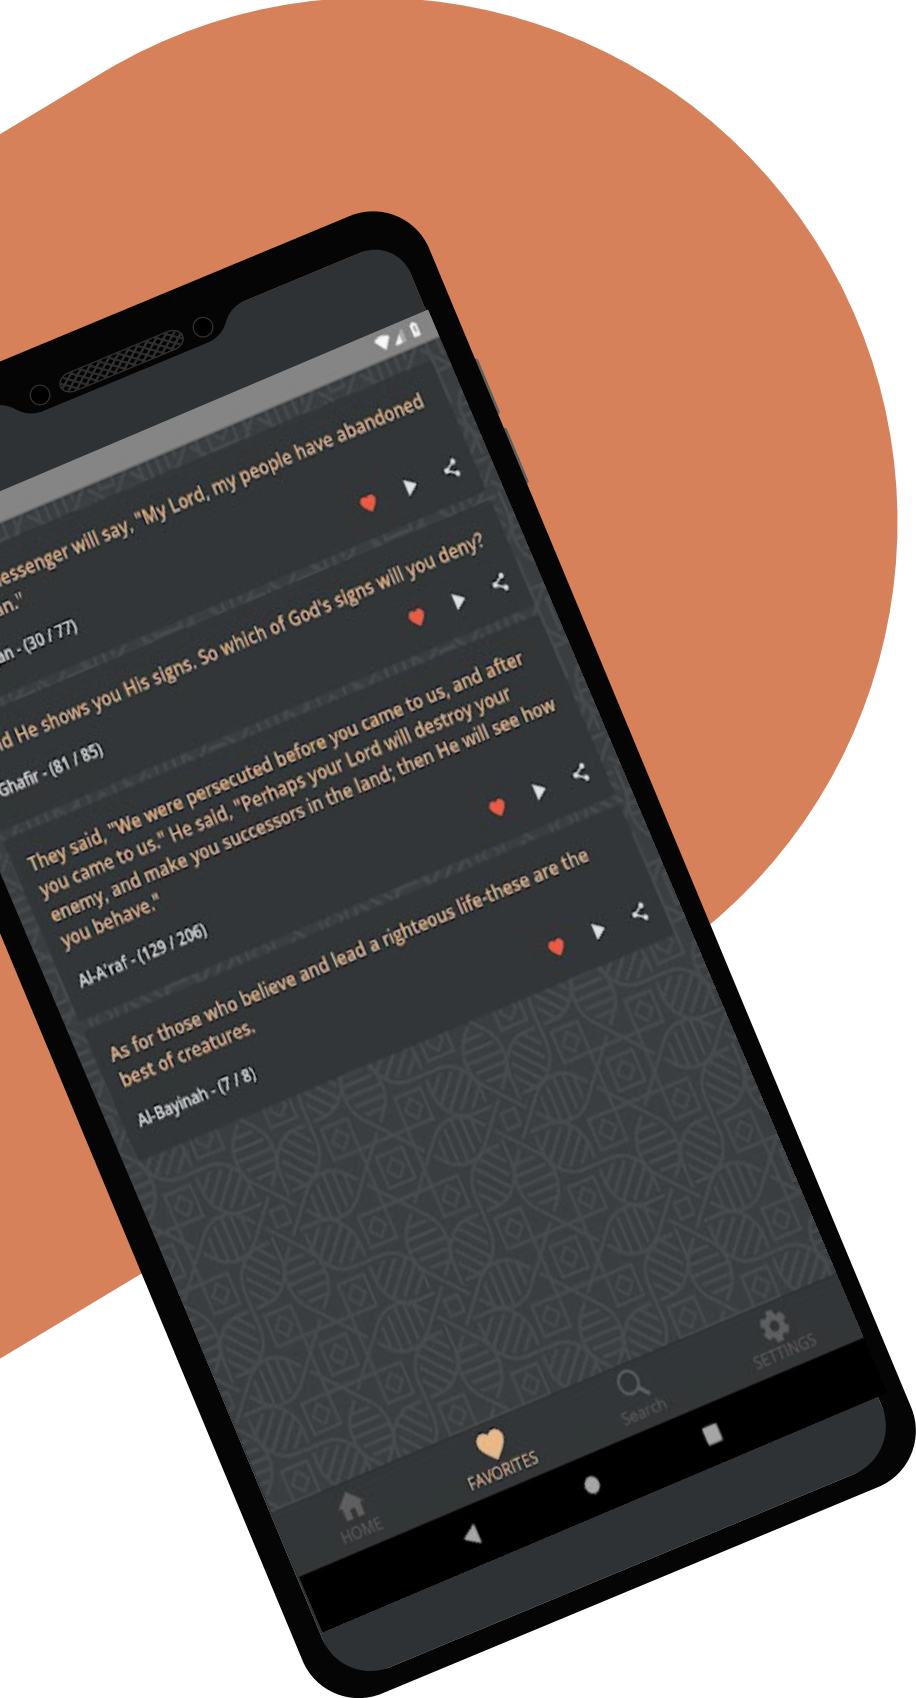 will say, "My Lord, my people have abandoned
(30 / 77)
He shows you His signs. So which of God's signs will you deny?
Ghafir - (81 / 85)
They said, "We were persecuted before you came to us, and after
you came to us." He said, "Perhaps your Lord will destroy your
enemy, and make you successors in the land; then He will see how
you behave."
Al-A'raf - (129 / 206)
As for those who believe and lead a righteous life-these are the
best of creatures.
Al-Bayinah - (7 / 8)
HOME
FAVORITES
Search
SETTINGS